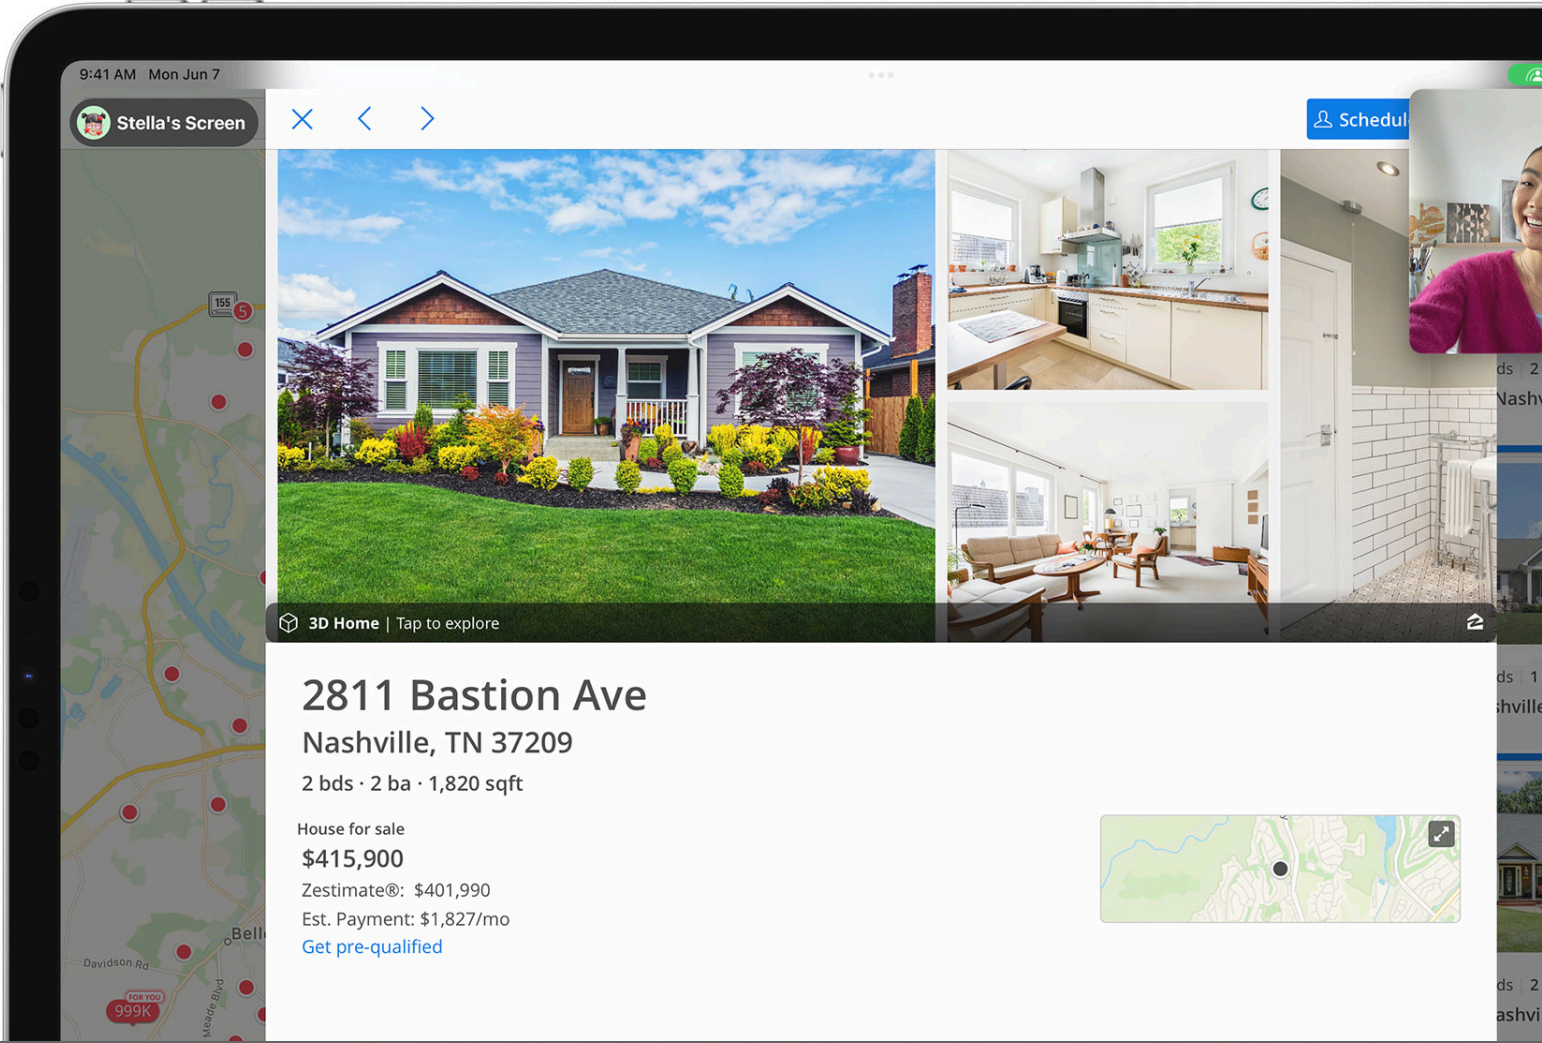 9:41 AM Mon Jun 7
Stella's Screen
Schedul
155
5
3D Home | Tap to explore
2811 Bastion Ave
Nashville, TN 37209
2 bds · 2 ba · 1,820 sqft
House for sale
$415,900
Zestimate®: $401,990
Est. Payment: $1,827/mo
Get pre-qualified
Belle
Davidson Rd
FOR YOU
999K
Meade Blvd
ds | 2
Nashv
ds | 1
shville
ds | 2
ashvi